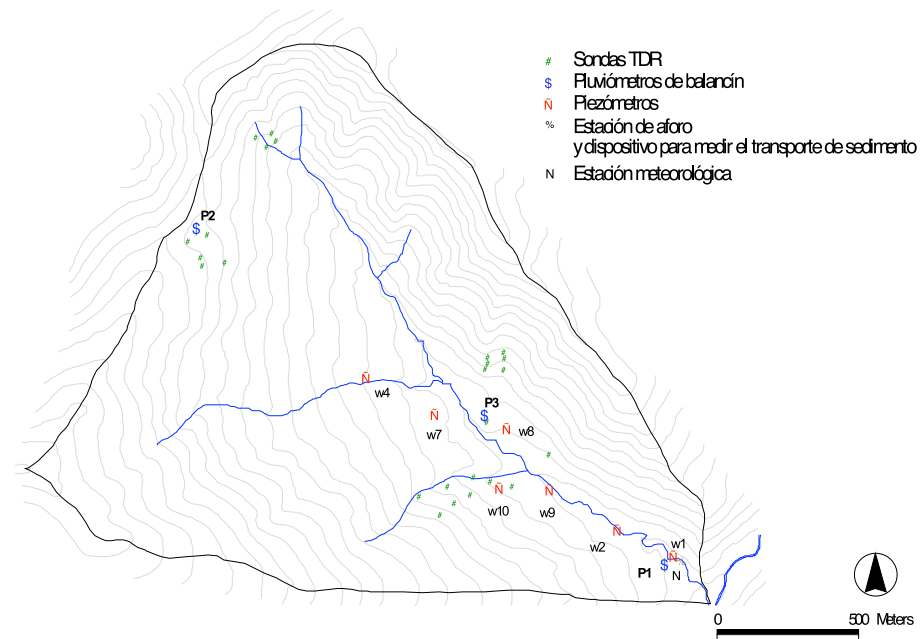 # Sondas TDR
$ Pluviómetros de balancín
Ñ Piezómetros
% Estación de aforo
y dispositivo para medir el transporte de sedimento
N Estación meteorológica
P2
$
Ñ
w4
P3
$
Ñ
w7
Ñ w8
Ñ
w10
Ñ
w9
Ñ
w2
w1
Ñ
%
P1
$
N
0
500 Meters